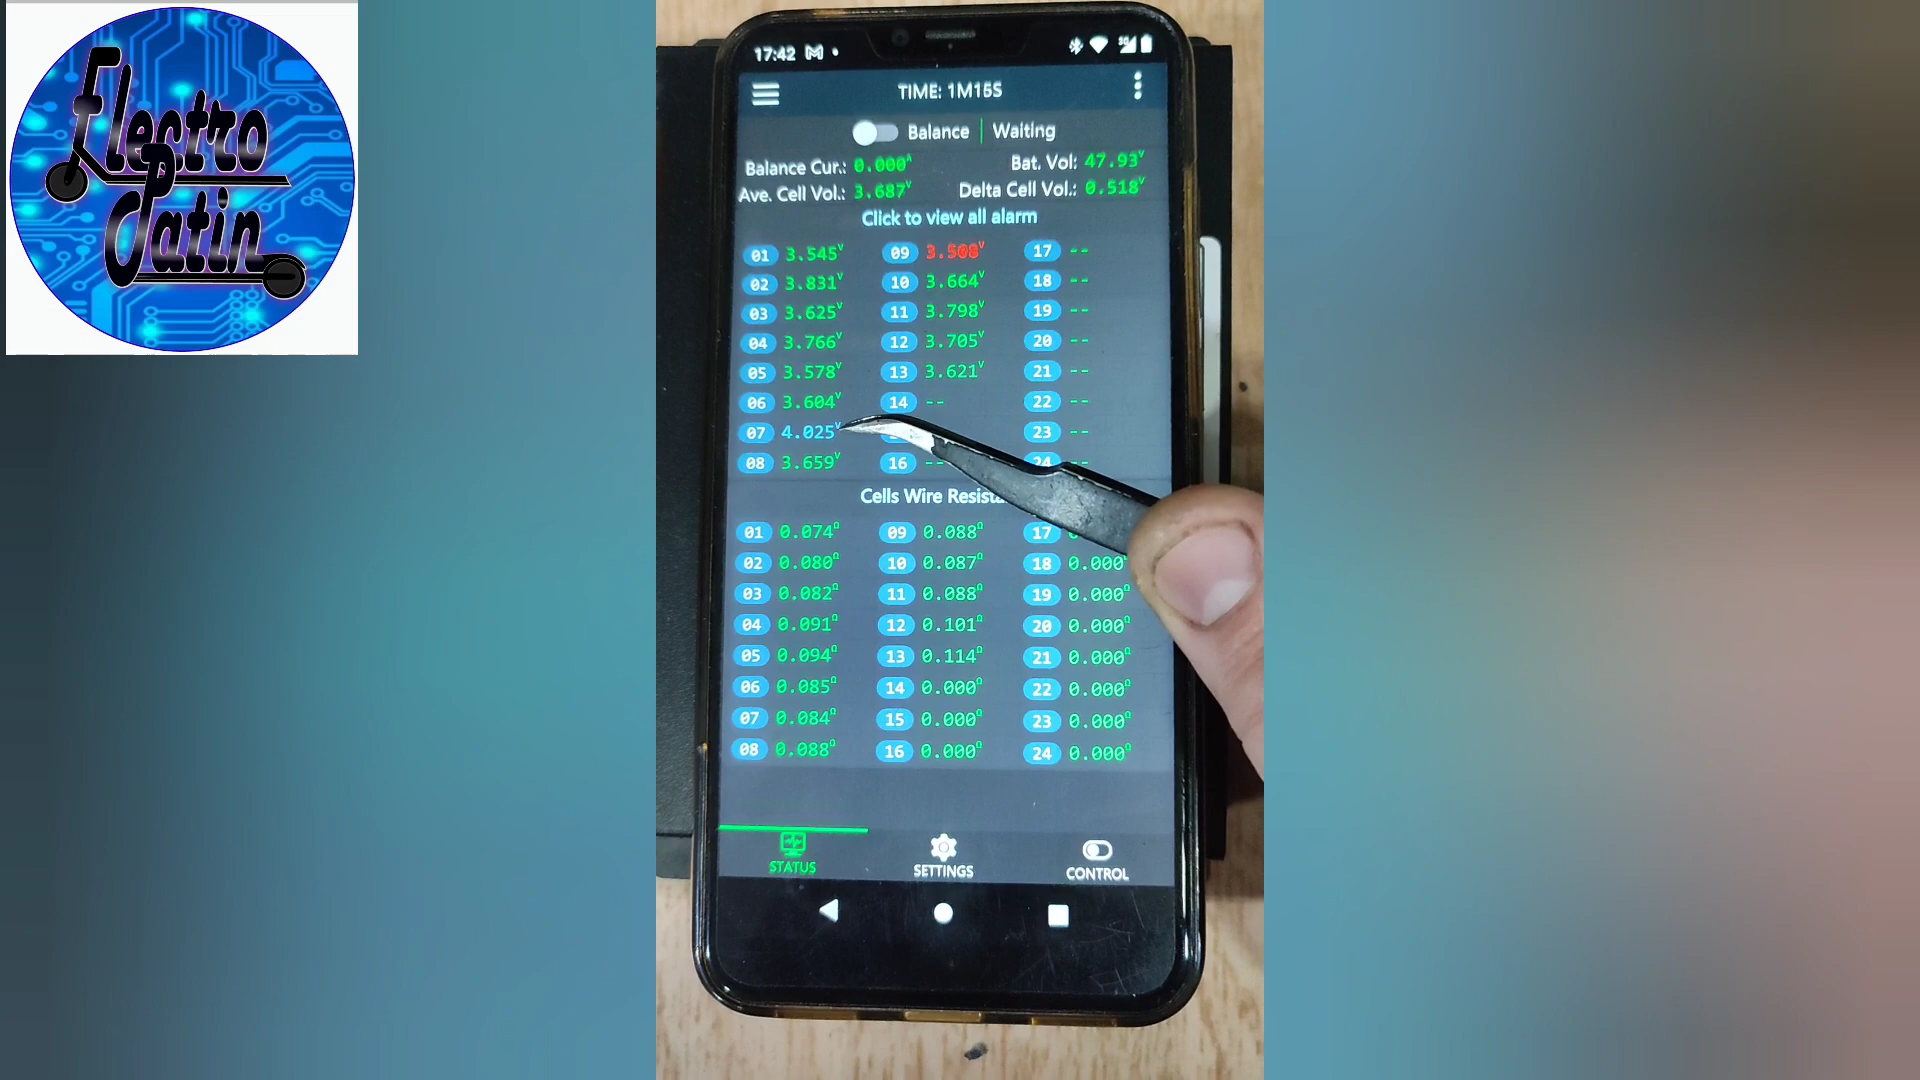 Electro
Patin
17:42
3G
TIME: 1M15S
Balance | Waiting
Balance Cur.: 0.000A Bat. Vol: 47.93V
Ave. Cell Vol.: 3.687V Delta Cell Vol.: 0.518V
Click to view all alarm
01 3.545V 09 3.508V 17 --
02 3.831V 10 3.664V 18 --
03 3.625V 11 3.798V 19 --
04 3.766V 12 3.705V 20 --
05 3.578V 13 3.621V 21 --
06 3.604V 14 -- 22 --
07 4.025V 23 --
08 3.659V 16 -- 24 --
Cells Wire
01 0.074Ω 09 0.088Ω 17
02 0.080Ω 10 0.087Ω 18 0.000Ω
03 0.082Ω 11 0.088Ω 19 0.000Ω
04 0.091Ω 12 0.101Ω 20 0.000Ω
05 0.094Ω 13 0.114Ω 21 0.000Ω
06 0.085Ω 14 0.000Ω 22 0.000Ω
07 0.084Ω 15 0.000Ω 23 0.000Ω
08 0.088Ω 16 0.000Ω 24 0.000Ω
STATUS SETTINGS CONTROL